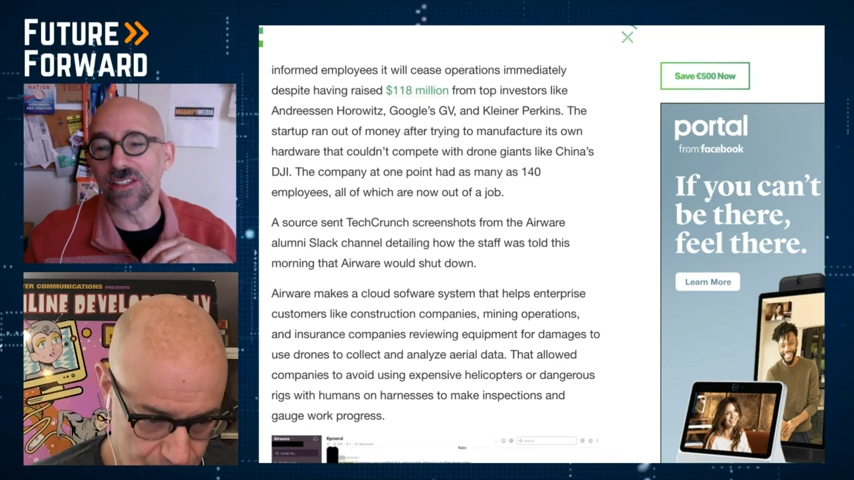 FUTURE
FORWARD
MAGNIFYMEDIA
TER COMMUNICATIONS PRESENTS
informed employees it will cease operations immediately
despite having raised $118 million from top investors like
Andreessen Horowitz, Google's GV, and Kleiner Perkins. The
startup ran out of money after trying to manufacture its own
hardware that couldn't compete with drone giants like China's
DJI. The company at one point had as many as 140
employees, all of which are now out of a job.
A source sent TechCrunch screenshots from the Airware
alumni Slack channel detailing how the staff was told this
morning that Airware would shut down.
Airware makes a cloud sofware system that helps enterprise
customers like construction companies, mining operations,
and insurance companies reviewing equipment for damages to
use drones to collect and analyze aerial data. That allowed
companies to avoid using expensive helicopters or dangerous
rigs with humans on harnesses to make inspections and
gauge work progress.
Airware
#general
Save €500 Now
portal
from facebook
If you can't
be there,
feel there.
Learn More